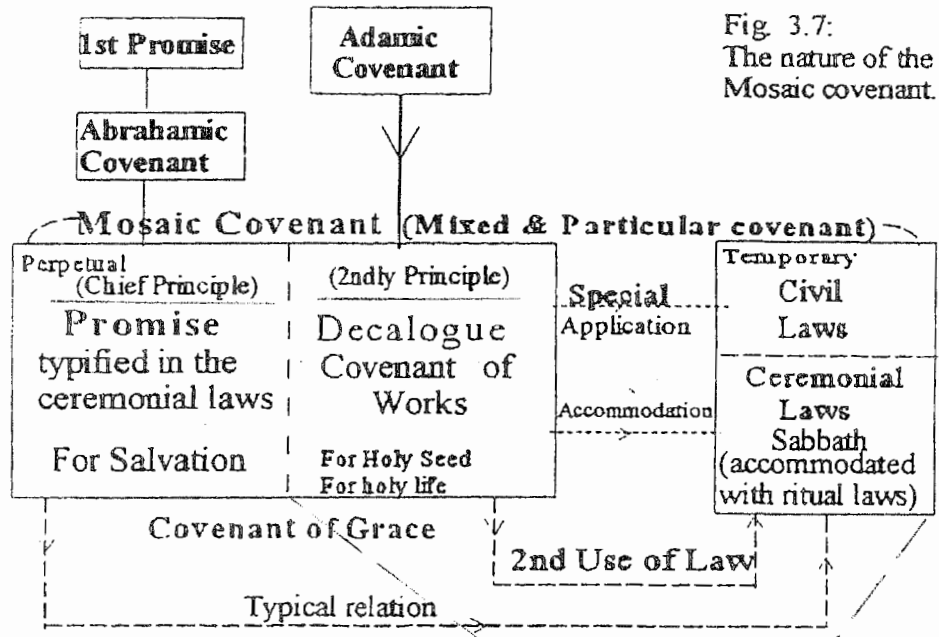 Fig. 3.7:
The nature of the
Mosaic covenant.
1st Promise
Adamic
Covenant
Abrahamic
Covenant
Mosaic Covenant (Mixed & Particular covenant)
Perpetual
(Chief Principle)
Promise
typified in the
ceremonial laws
For Salvation
(2ndly Principle)
Decalogue
Covenant of
Works
For Holy Seed
For holy life
Special
Application
Accommodation
Temporary
Civil
Laws
Ceremonial
Laws
Sabbath
(accommodated
with ritual laws)
Covenant of Grace
2nd Use of Law
Typical relation